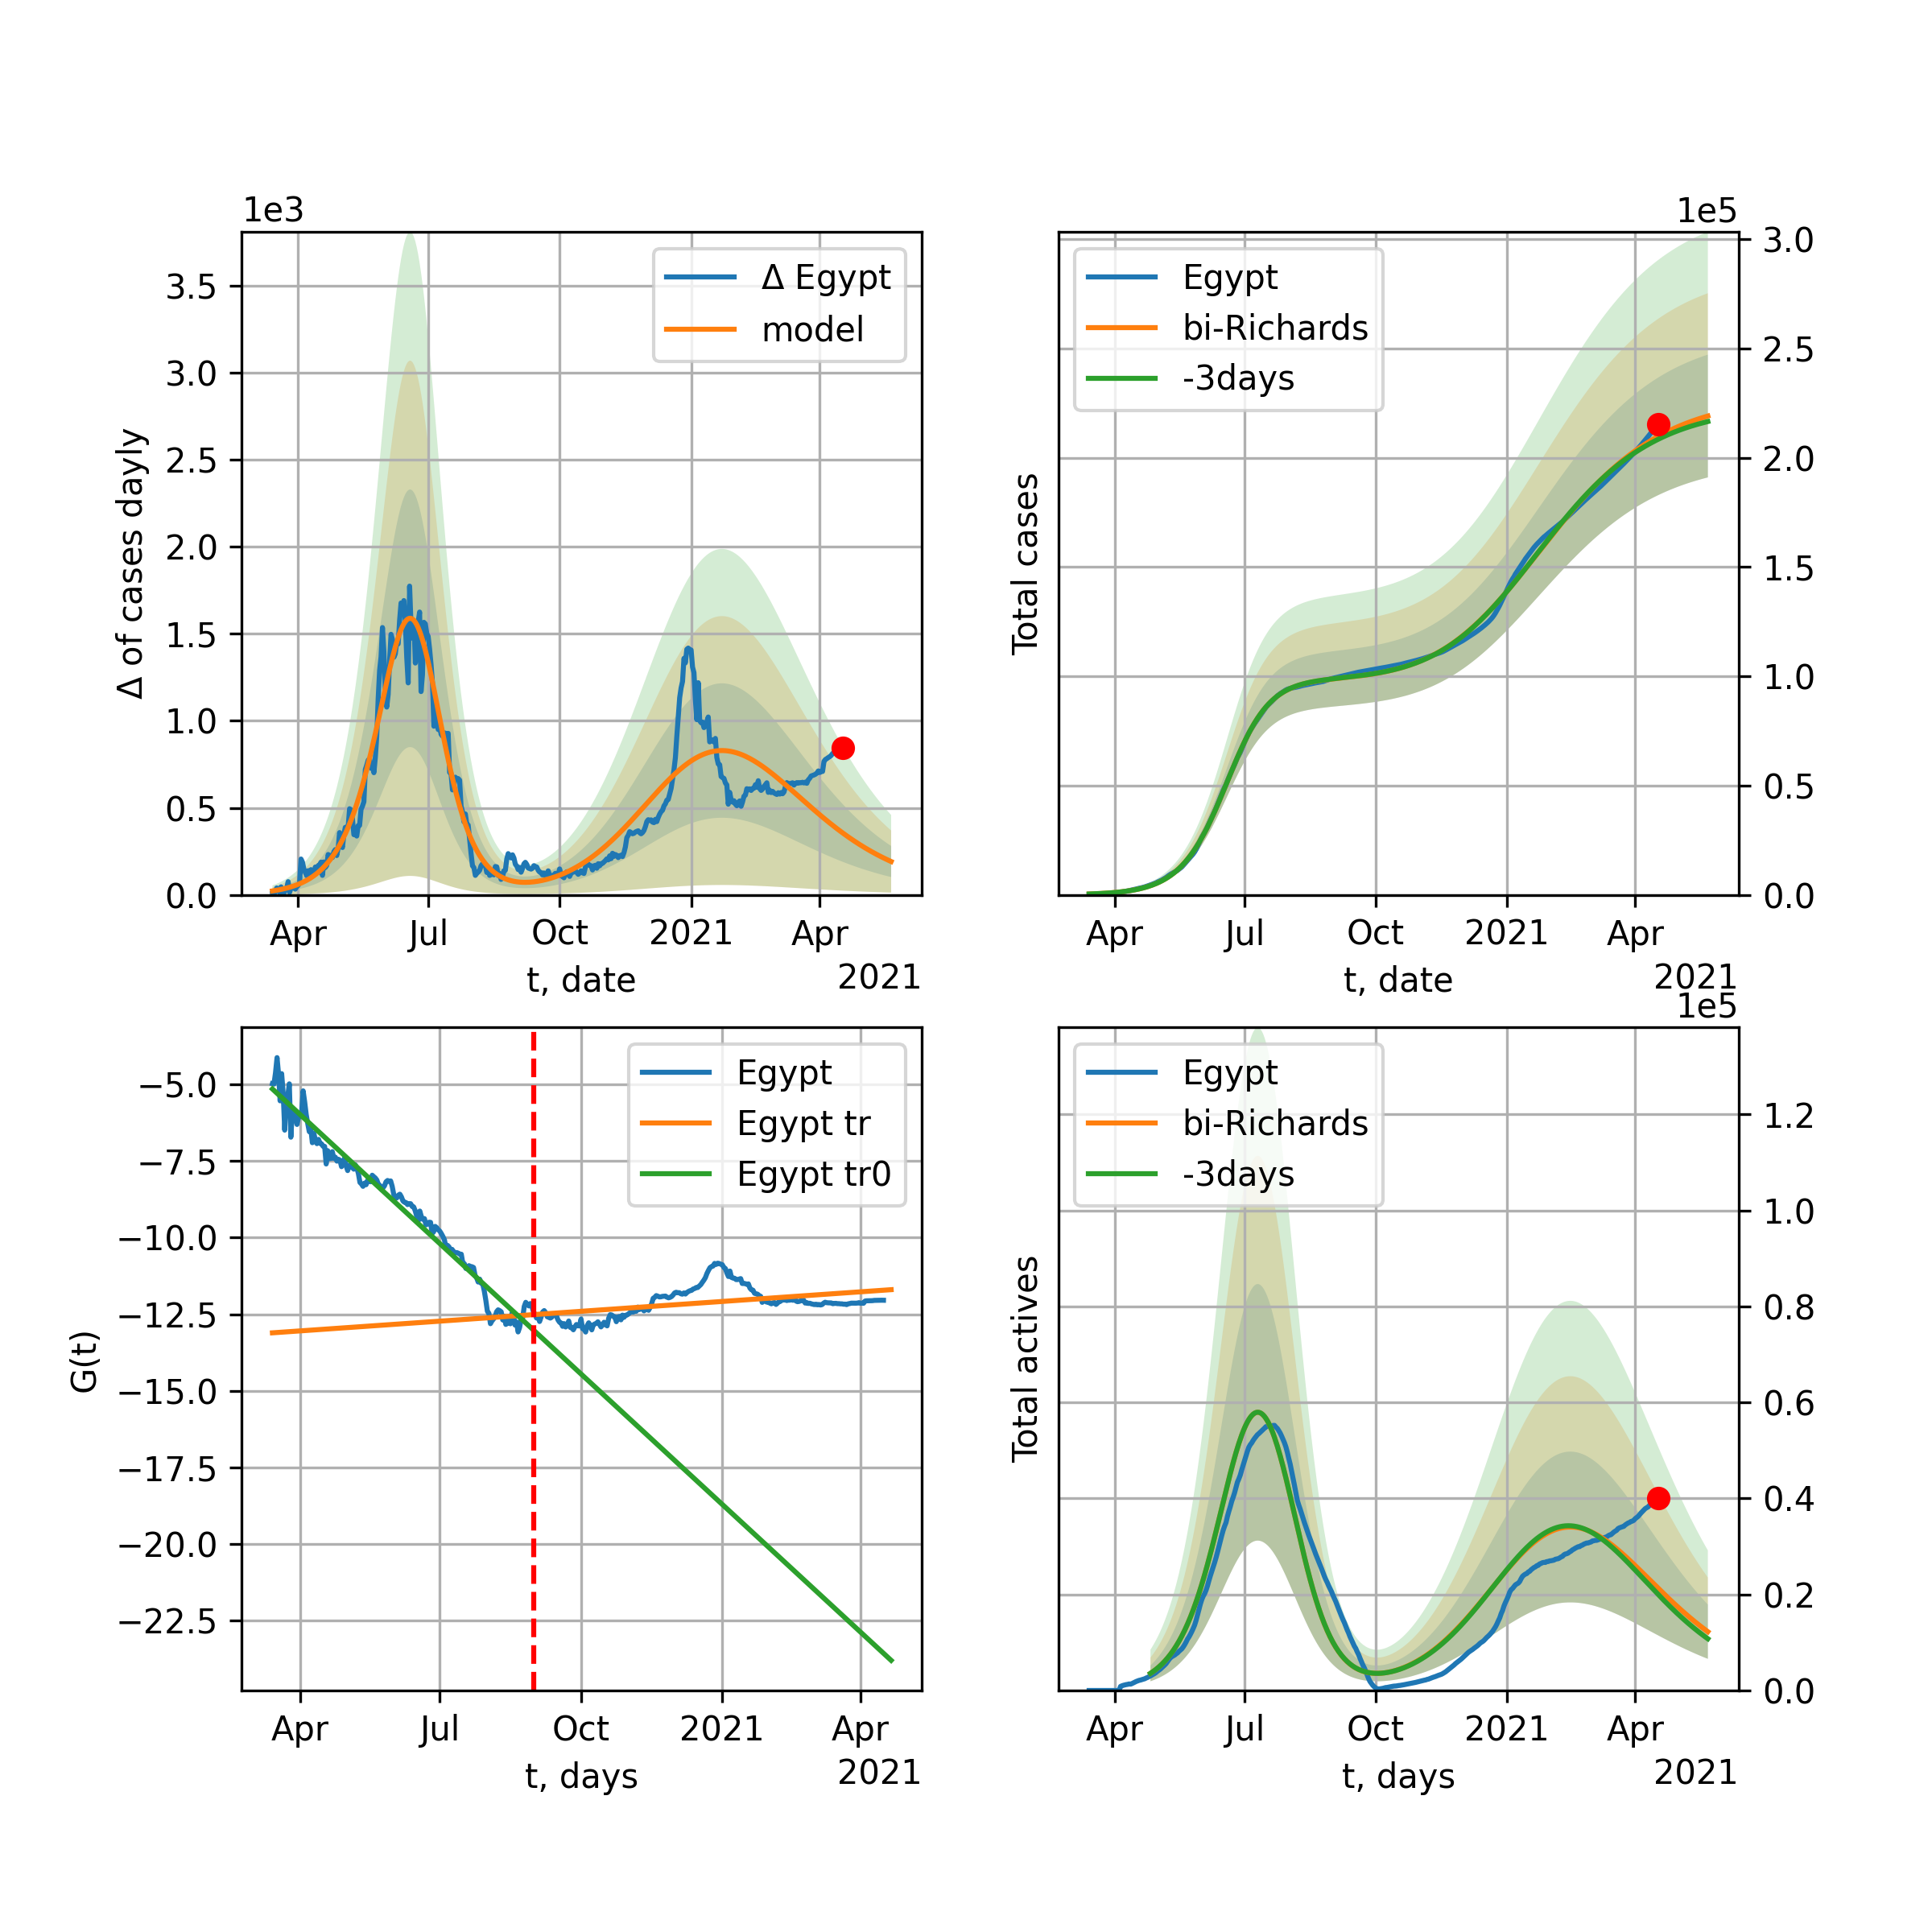 1e3
Δ of cases dayly
3.5
3.0
2.5
2.0
1.5
1.0
0.5
0.0
Δ Egypt
model
Apr
Jul
Oct
2021
Apr
t, date
2021
1e5
Total cases
Egypt
bi-Richards
-3days
3.0
2.5
2.0
1.5
1.0
0.5
0.0
Apr
Jul
Oct
2021
Apr
t, date
2021
G(t)
−5.0
−7.5
−10.0
−12.5
−15.0
−17.5
−20.0
−22.5
Egypt
Egypt tr
Egypt tr0
Apr
Jul
Oct
2021
Apr
t, days
2021
1e5
Total actives
Egypt
bi-Richards
-3days
1.2
1.0
0.8
0.6
0.4
0.2
0.0
Apr
Jul
Oct
2021
Apr
t, days
2021